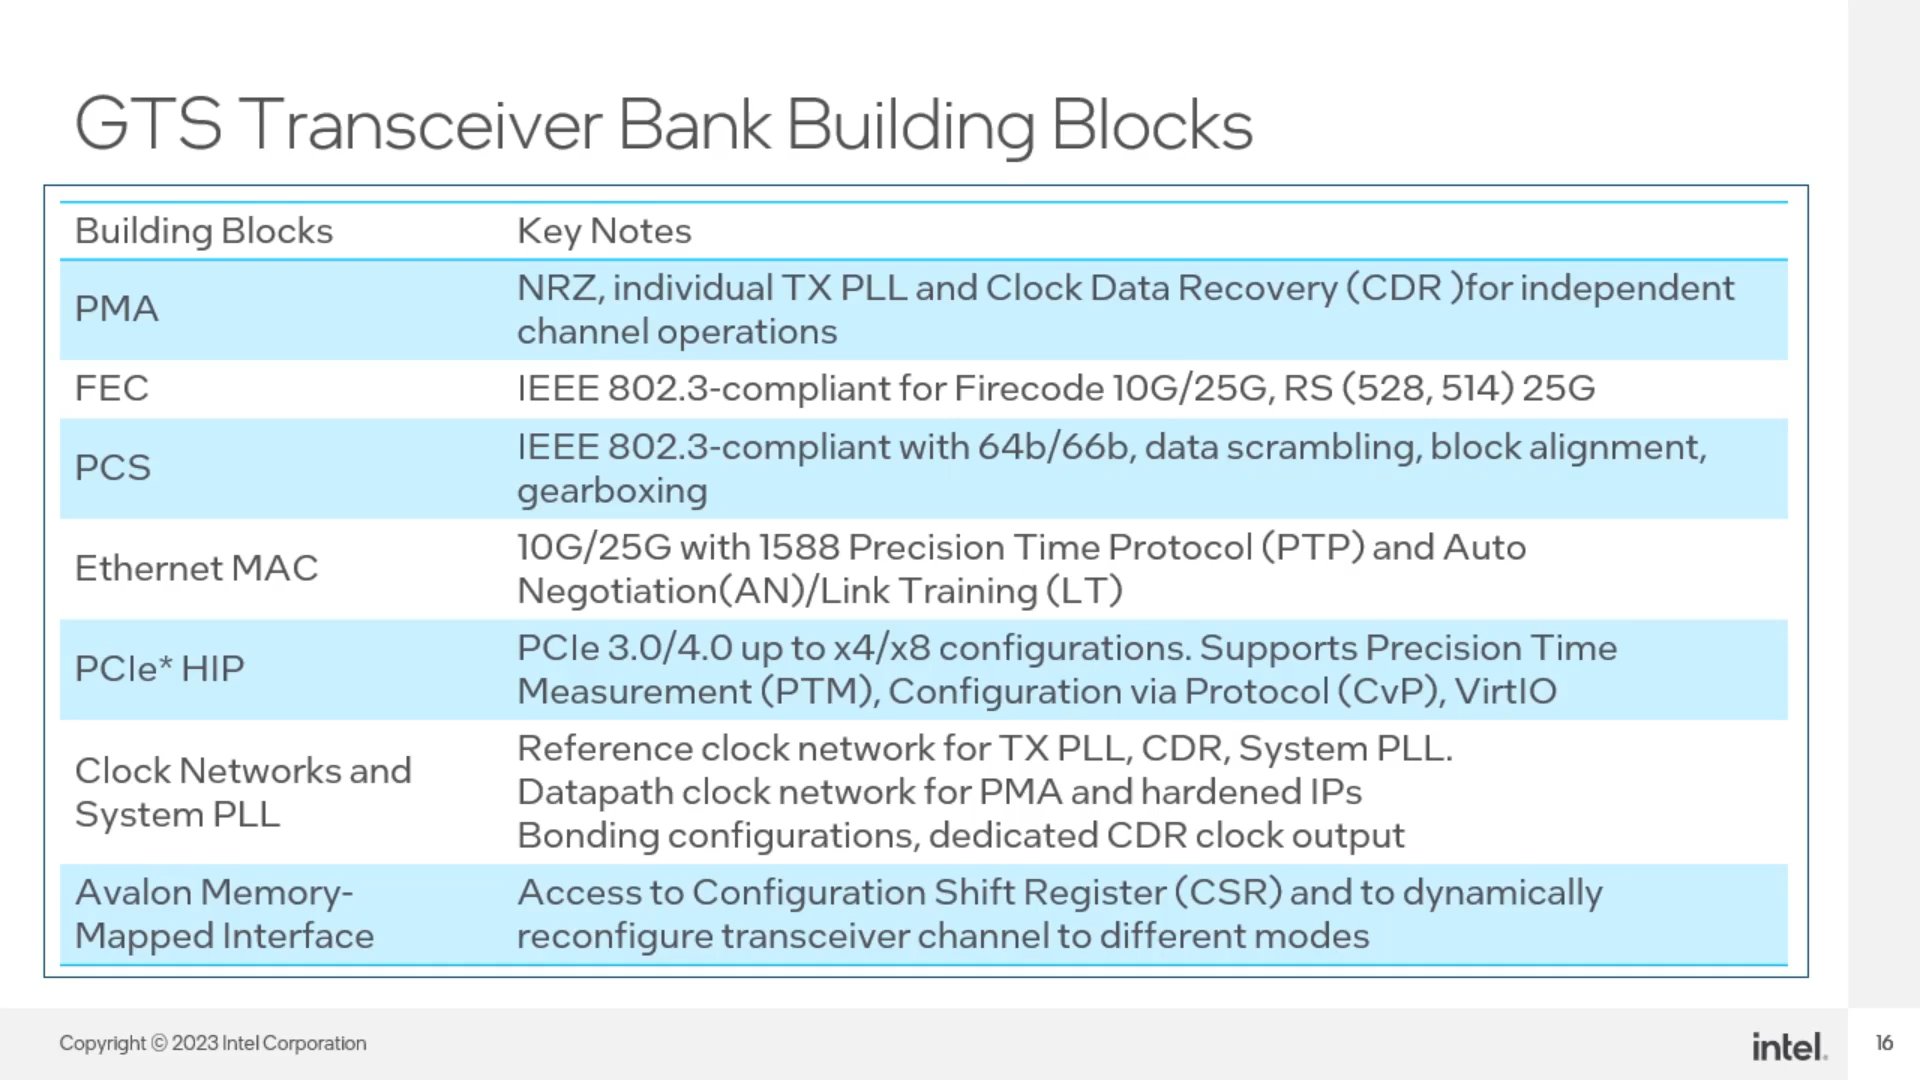 GTS Transceiver Bank Building Blocks
Building Blocks
Key Notes
PMA
NRZ, individual TX PLL and Clock Data Recovery (CDR )for independent
channel operations
FEC
IEEE 802.3-compliant for Firecode 10G/25G, RS (528, 514) 25G
PCS
IEEE 802.3-compliant with 64b/66b, data scrambling, block alignment,
gearboxing
Ethernet MAC
10G/25G with 1588 Precision Time Protocol (PTP) and Auto
Negotiation(AN)/Link Training (LT)
PCIe* HIP
PCIe 3.0/4.0 up to x4/x8 configurations. Supports Precision Time
Measurement (PTM), Configuration via Protocol (CvP), VirtIO
Clock Networks and
System PLL
Reference clock network for TX PLL, CDR, System PLL.
Datapath clock network for PMA and hardened IPs
Bonding configurations, dedicated CDR clock output
Avalon Memory-
Mapped Interface
Access to Configuration Shift Register (CSR) and to dynamically
reconfigure transceiver channel to different modes
Copyright © 2023 Intel Corporation
intel.
16